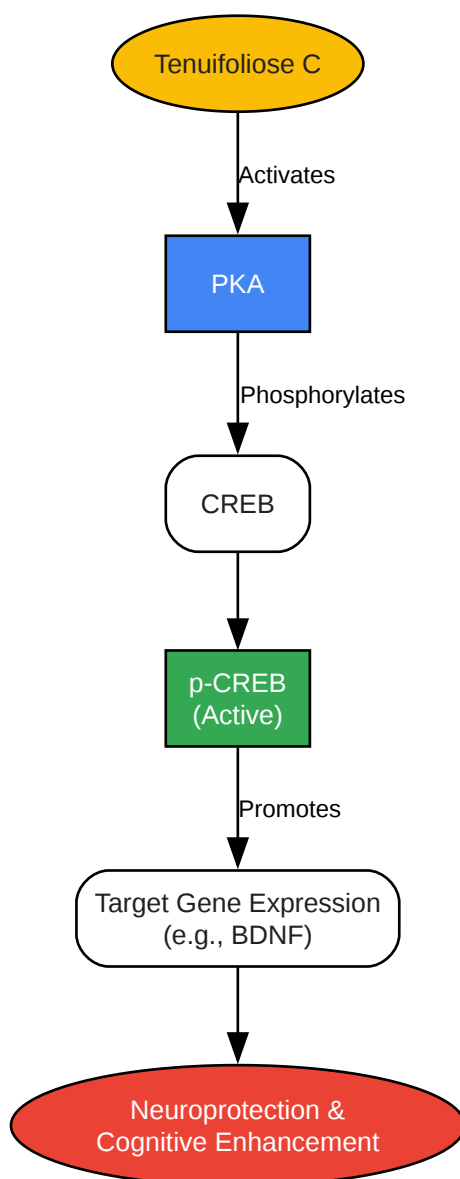 Tenuifoliose C
Activates
PKA
Phosphorylates
CREB
p-CREB
(Active)
Promotes
Target Gene Expression
(e.g., BDNF)
Neuroprotection &
Cognitive Enhancement